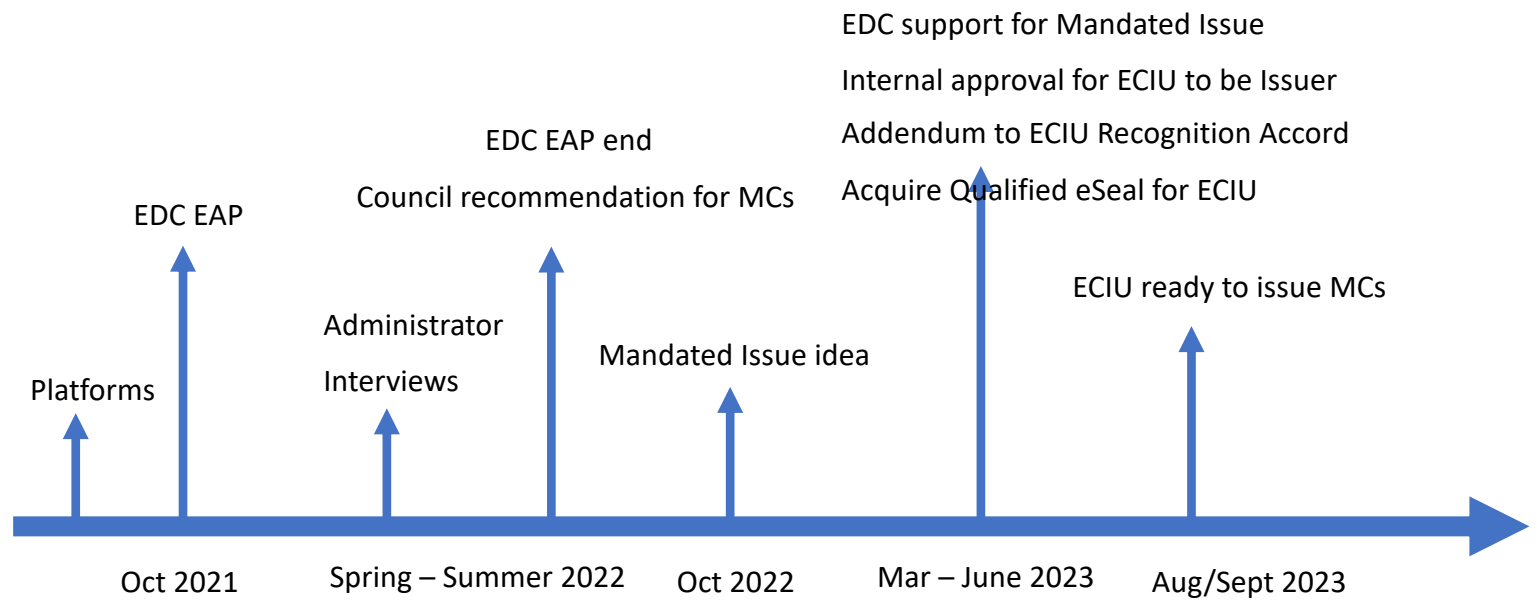 EDC support for Mandated Issue
Internal approval for ECIU to be Issuer
Addendum to ECIU Recognition Accord
Acquire Qualified eSeal for ECIU
EDC EAP end
Council recommendation for MCs
EDC EAP
ECIU ready to issue MCs
Administrator
Interviews
Mandated Issue idea
Platforms
Oct 2021
Spring – Summer 2022
Oct 2022
Mar – June 2023
Aug/Sept 2023